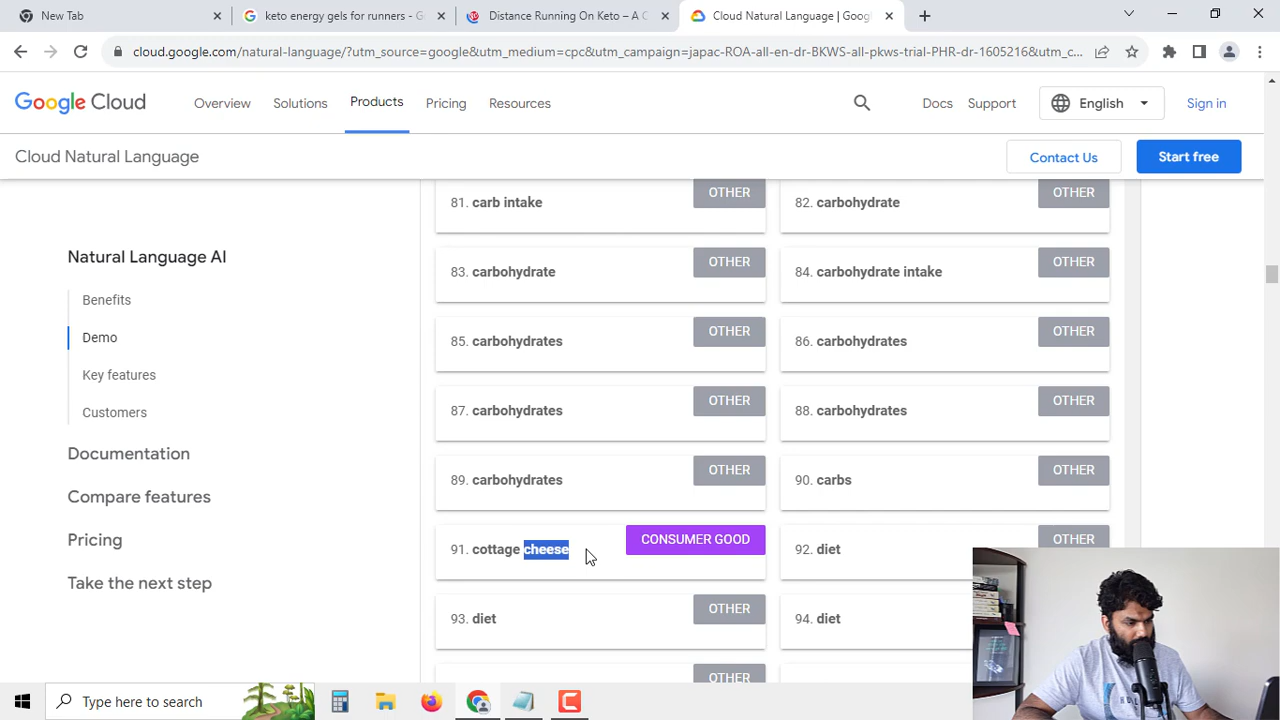 New Tab
keto energy gels for runners - G
Distance Running On Keto – A C
Cloud Natural Language | Goog
cloud.google.com/natural-language/?utm_source=google&utm_medium=cpc&utm_campaign=japac-ROA-all-en-dr-BKWS-all-pkws-trial-PHR-dr-1605216&utm_c...
Google Cloud
Overview
Solutions
Products
Pricing
Resources
Docs
Support
English
Sign in
Cloud Natural Language
Contact Us
Start free
Natural Language AI
Benefits
Demo
Key features
Customers
Documentation
Compare features
Pricing
Take the next step
81. carb intake
OTHER
82. carbohydrate
OTHER
83. carbohydrate
OTHER
84. carbohydrate intake
OTHER
85. carbohydrates
OTHER
86. carbohydrates
OTHER
87. carbohydrates
OTHER
88. carbohydrates
OTHER
89. carbohydrates
OTHER
90. carbs
OTHER
91. cottage cheese
CONSUMER GOOD
92. diet
OTHER
93. diet
OTHER
94. diet
OTHER
Type here to search